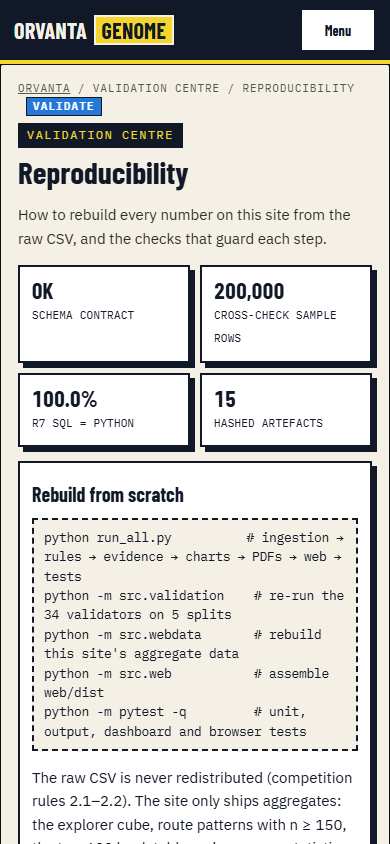 ORVANTA GENOME
Menu
ORVANTA / VALIDATION CENTRE / REPRODUCIBILITY
VALIDATE
VALIDATION CENTRE
Reproducibility
How to rebuild every number on this site from the
raw CSV, and the checks that guard each step.
OK
SCHEMA CONTRACT
200,000
CROSS-CHECK SAMPLE
ROWS
100.0%
R7 SQL = PYTHON
15
HASHED ARTEFACTS
Rebuild from scratch
python run_all.py # ingestion →
rules → evidence → charts → PDFs → web →
tests
python -m src.validation # re-run the
34 validators on 5 splits
python -m src.webdata # rebuild
this site's aggregate data
python -m src.web # assemble
web/dist
python -m pytest -q # unit,
output, dashboard and browser tests
The raw CSV is never redistributed (competition
rules 2.1–2.2). The site only ships aggregates:
the explorer cube, route patterns with n ≥ 150,